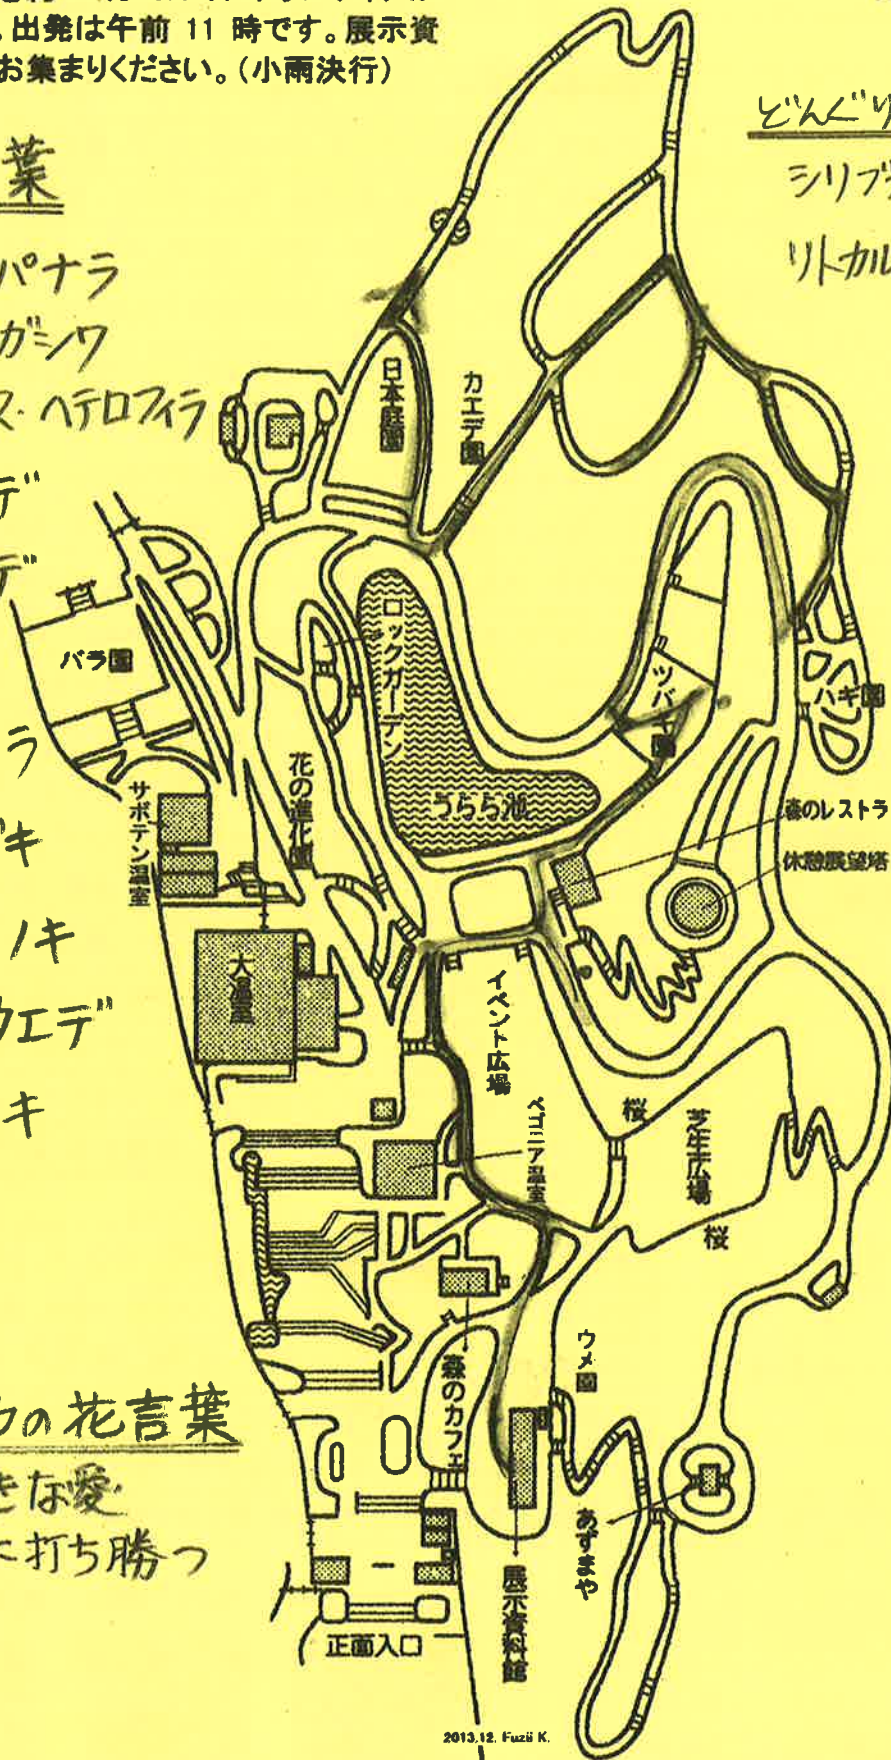 出発は午前 11 時です。展示資
お集まりください。(小雨決行)
葉
パナラ
ガシワ
ス・ヘテロフィラ
デ
デ
ラ
キ
ノキ
ウエデ
キ
の花言葉
きな愛
に打ち勝つ
どんぐり
シリブ
リトカル
日本庭園
カエデ園
バラ園
ロックガーデン
ツバキ園
ハギ園
うらら池
花の進化園
サボテン温室
森のレストラ
休憩展望塔
大温室
イベント広場
ベゴニア温室
桜
芝生広場
桜
ウメ園
森のカフェ
あずまや
展示資料館
正面入口
2013.12. Fuzii K.